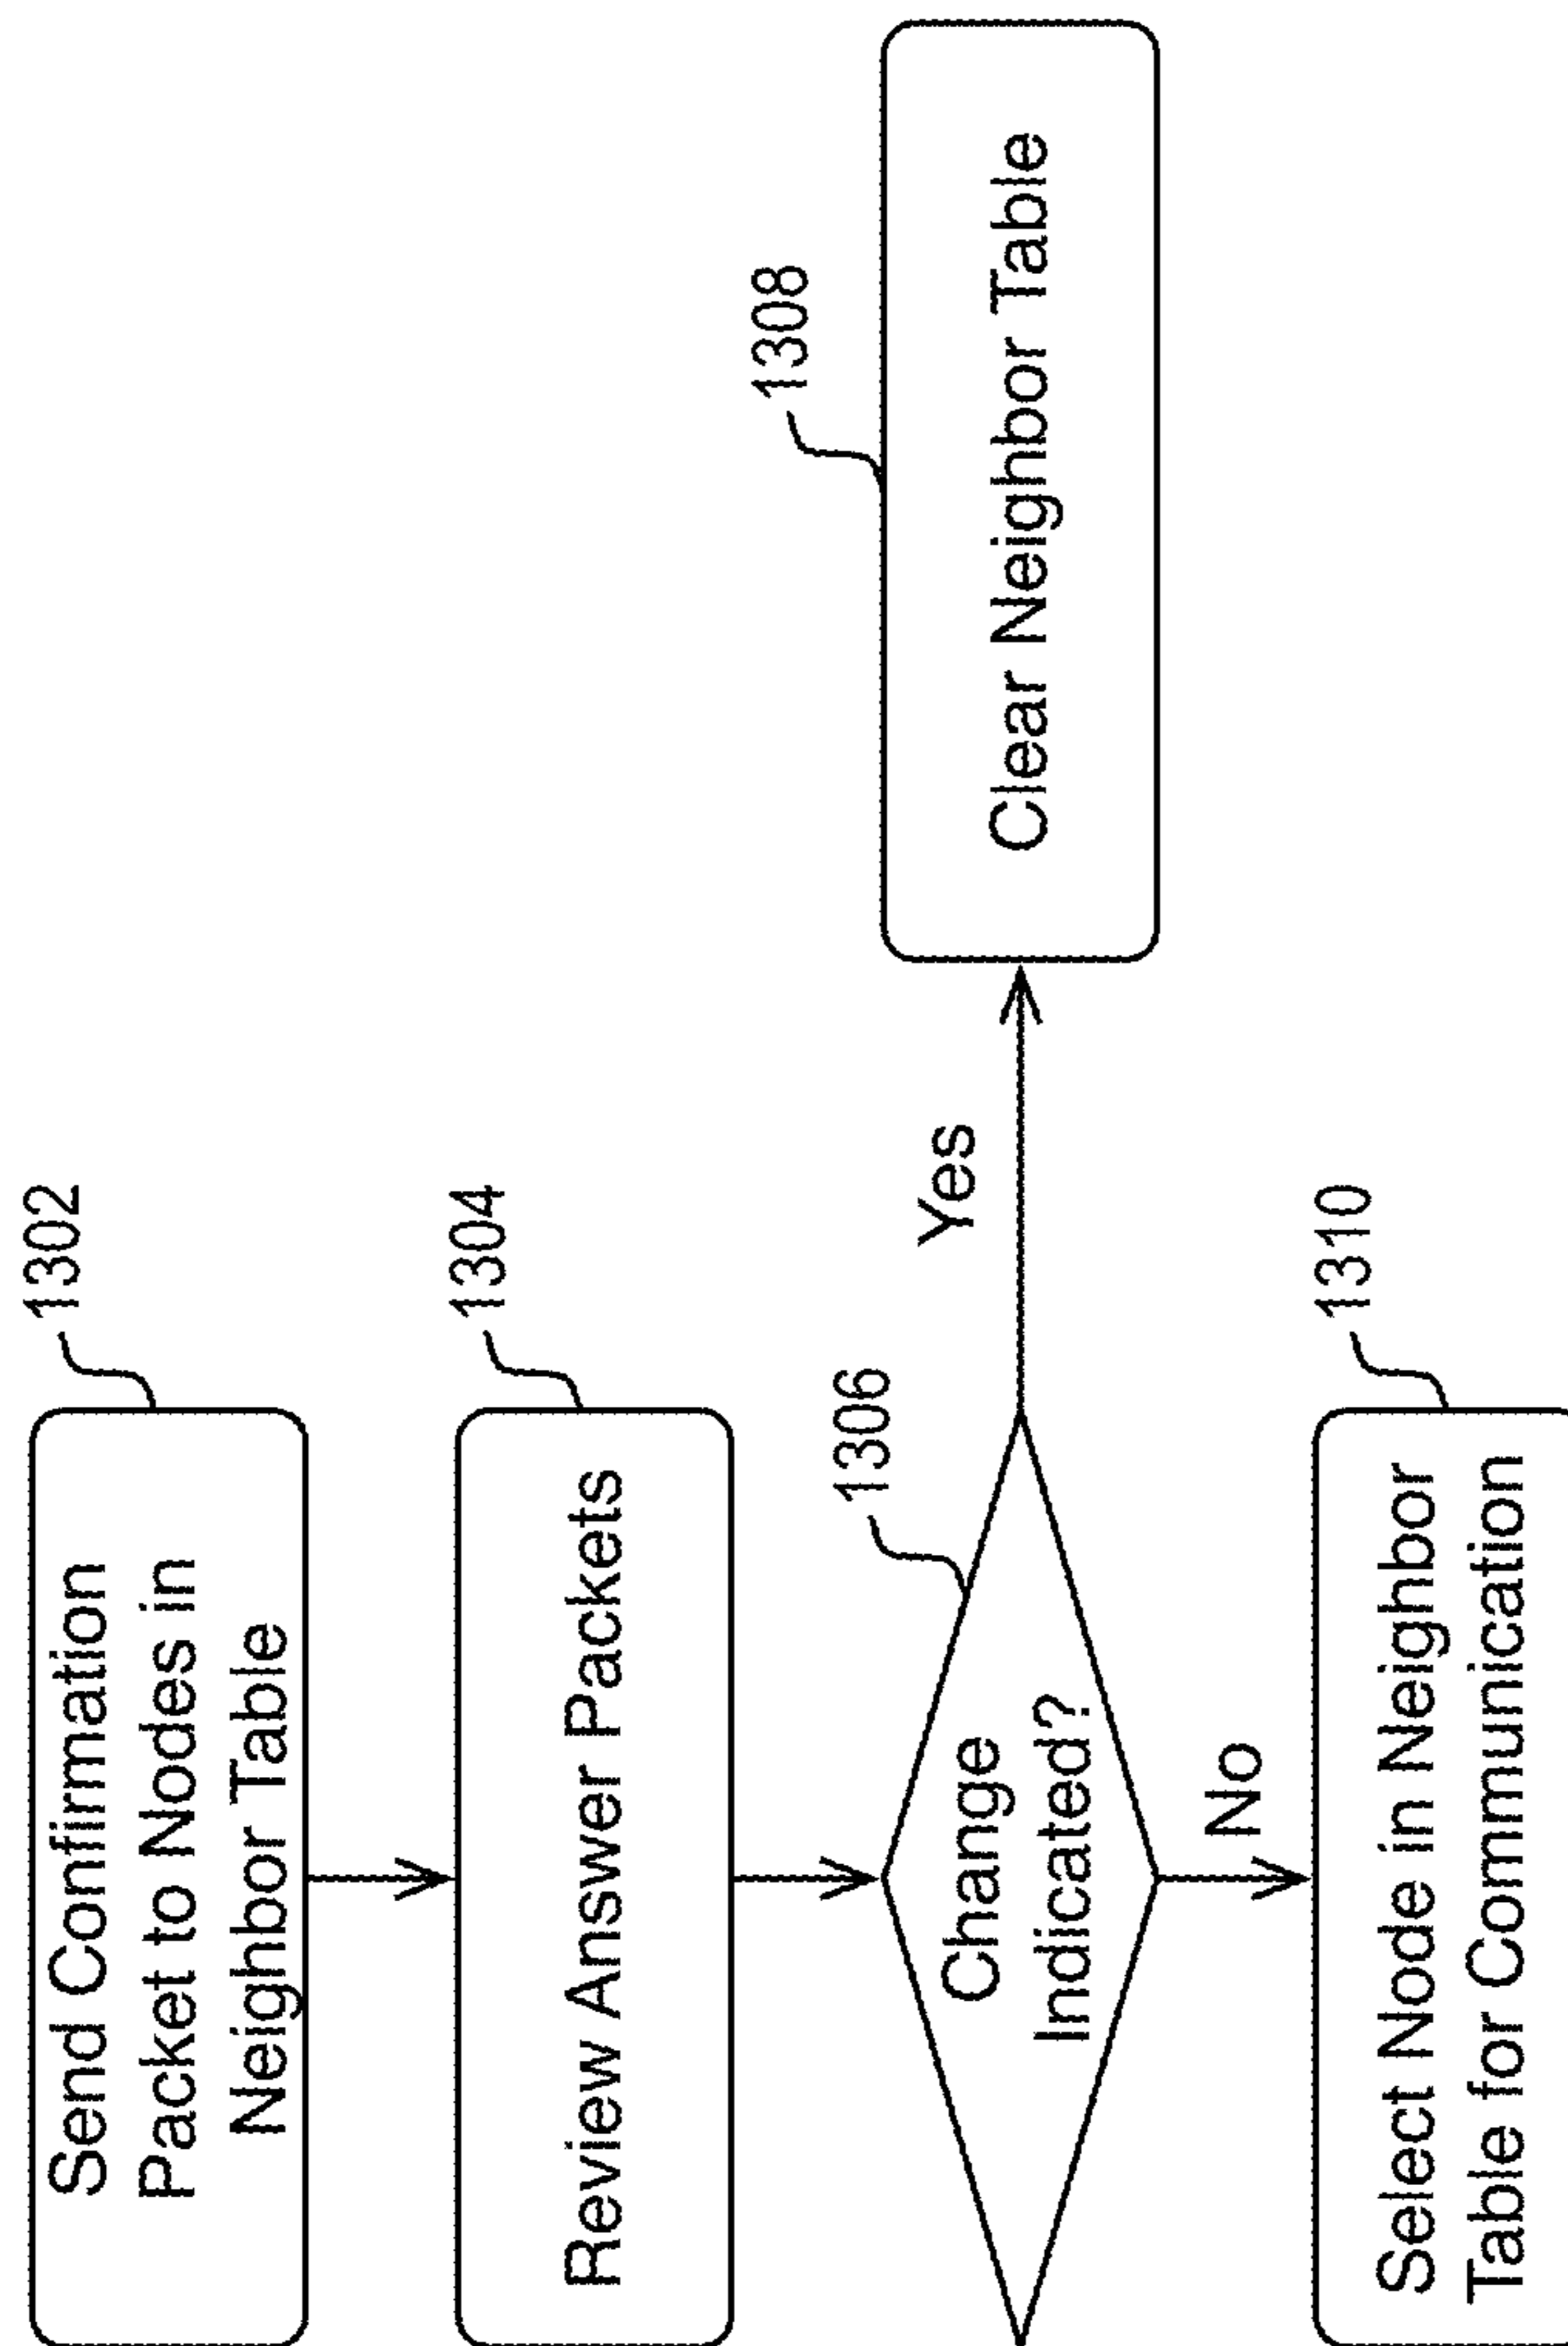 1302
Send Confirmation
Packet to Nodes in
Neighbor Table
1304
Review Answer Packets
1306
Change
Indicated?
Yes
1308
Clear Neighbor Table
No
1310
Select Node in Neighbor
Table for Communication